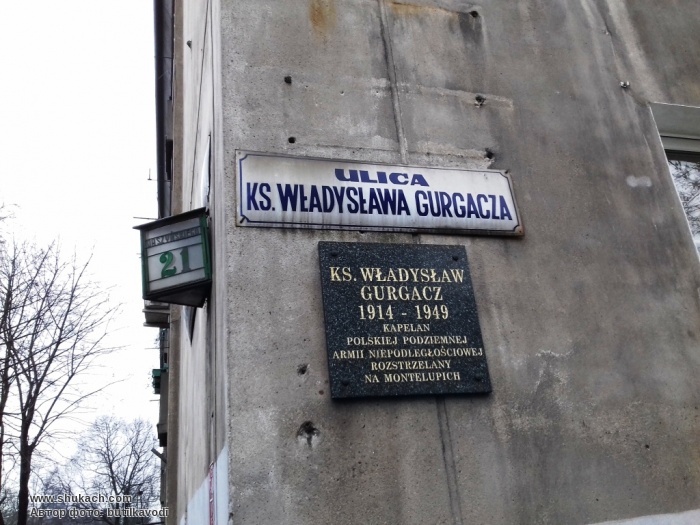 ULICA
KS. WŁADYSŁAWA GURGACZA
21
KS. WŁADYSŁAW
GURGACZ
1914 - 1949
KAPELAN
POLSKIEJ PODZIEMNEJ
ARMII NIEPODLEGŁOŚCIOWEJ
ROZSTRZELANY
NA MONTELUPICH
www.shukach.com
Автор фото: butilkavodi